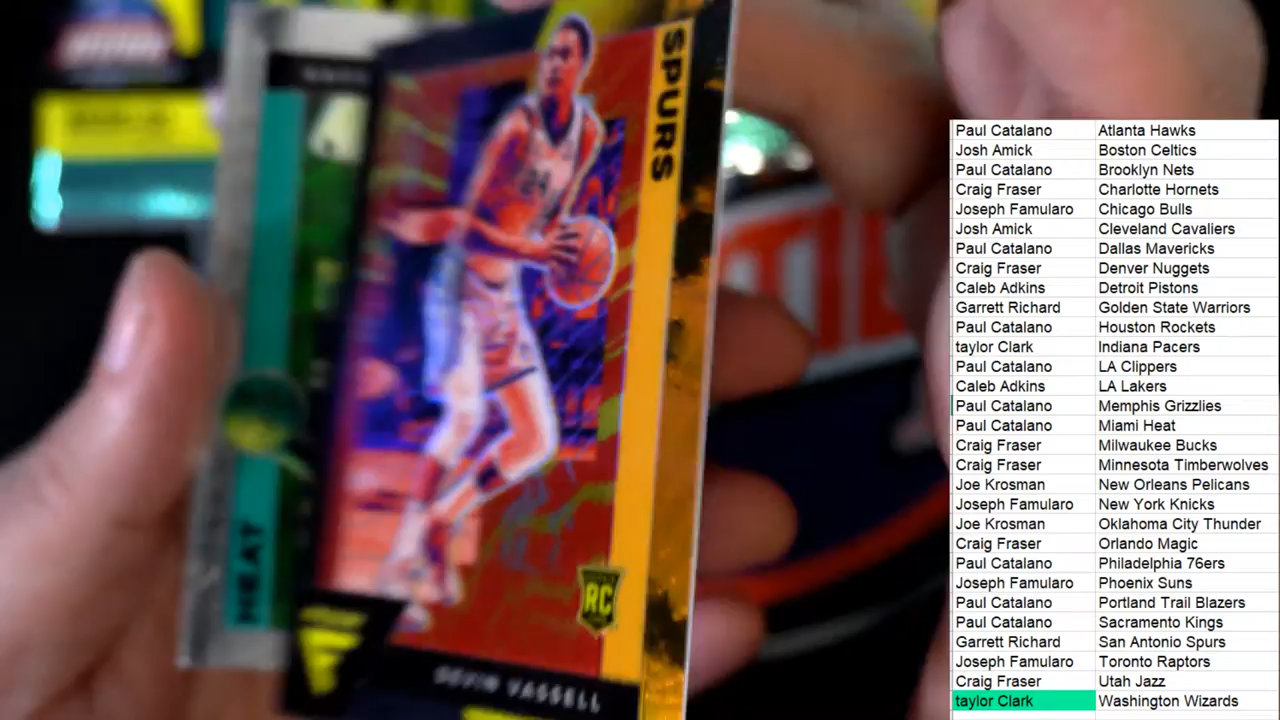 SPURS
24
RC
DEVIN VASSELL
HEAT
Paul Catalano Atlanta Hawks
Josh Amick Boston Celtics
Paul Catalano Brooklyn Nets
Craig Fraser Charlotte Hornets
Joseph Famularo Chicago Bulls
Josh Amick Cleveland Cavaliers
Paul Catalano Dallas Mavericks
Craig Fraser Denver Nuggets
Caleb Adkins Detroit Pistons
Garrett Richard Golden State Warriors
Paul Catalano Houston Rockets
taylor Clark Indiana Pacers
Paul Catalano LA Clippers
Caleb Adkins LA Lakers
Paul Catalano Memphis Grizzlies
Paul Catalano Miami Heat
Craig Fraser Milwaukee Bucks
Craig Fraser Minnesota Timberwolves
Joe Krosman New Orleans Pelicans
Joseph Famularo New York Knicks
Joe Krosman Oklahoma City Thunder
Craig Fraser Orlando Magic
Paul Catalano Philadelphia 76ers
Joseph Famularo Phoenix Suns
Paul Catalano Portland Trail Blazers
Paul Catalano Sacramento Kings
Garrett Richard San Antonio Spurs
Joseph Famularo Toronto Raptors
Craig Fraser Utah Jazz
taylor Clark Washington Wizards